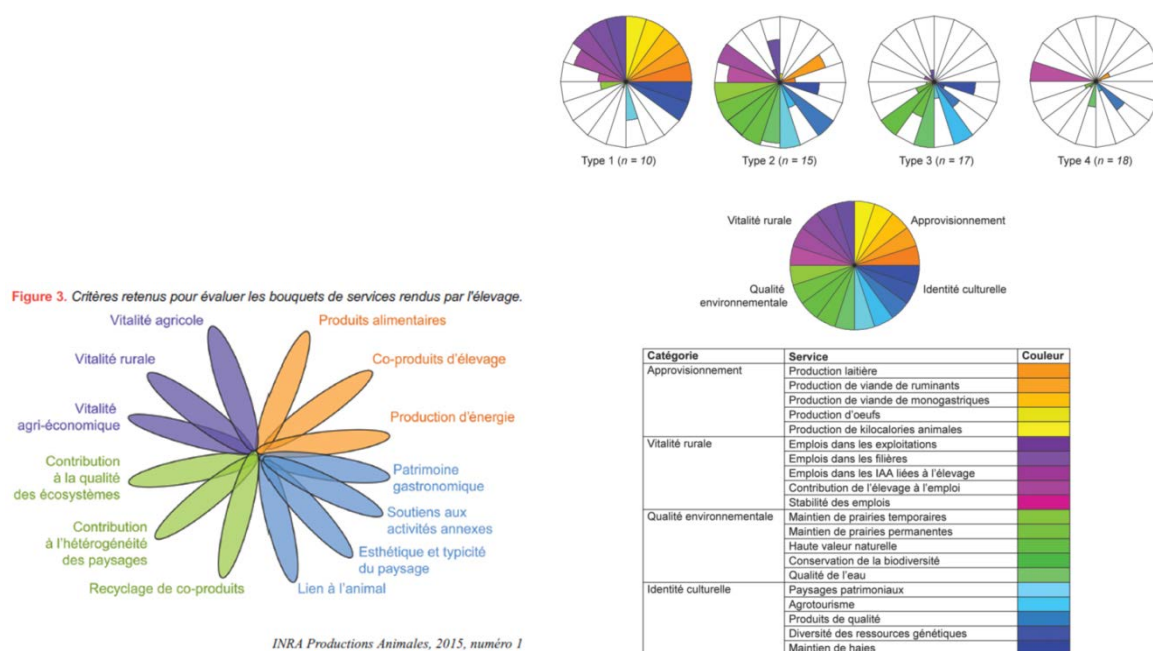 Figure 3. Critères retenus pour évaluer les bouquets de services rendus par l'élevage.
Vitalité agricole
Produits alimentaires
Vitalité rurale
Co-produits d'élevage
Vitalité
agri-économique
Production d'énergie
Contribution
à la qualité
des écosystèmes
Patrimoine
gastronomique
Soutiens aux
activités annexes
Contribution
à l'hétérogénéité
des paysages
Esthétique et typicité
du paysage
Recyclage de co-produits
Lien à l'animal
INRA Productions Animales, 2015, numéro 1
Type 1 (n = 10)
Type 2 (n = 15)
Type 3 (n = 17)
Type 4 (n = 18)
Vitalité rurale
Approvisionnement
Qualité
environnementale
Identité culturelle
Catégorie Service Couleur
Approvisionnement Production laitière
Production de viande de ruminants
Production de viande de monogastriques
Production d'oeufs
Production de kilocalories animales
Vitalité rurale Emplois dans les exploitations
Emplois dans les filières
Emplois dans les IAA liées à l'élevage
Contribution de l'élevage à l'emploi
Stabilité des emplois
Qualité environnementale Maintien de prairies temporaires
Maintien de prairies permanentes
Haute valeur naturelle
Conservation de la biodiversité
Qualité de l'eau
Identité culturelle Paysages patrimoniaux
Agrotourisme
Produits de qualité
Diversité des ressources génétiques
Maintien de haies